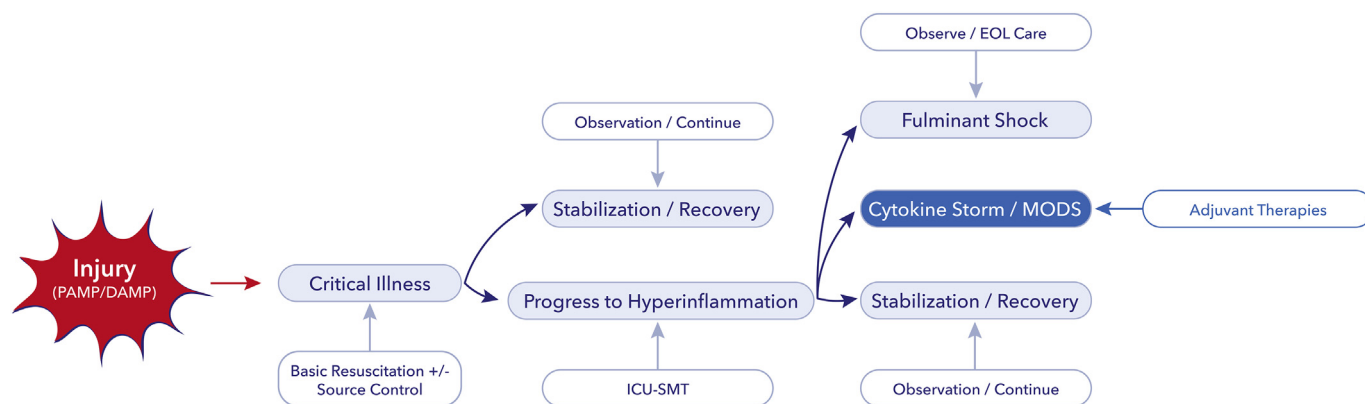 Observe / EOL Care
Fulminant Shock
Observation / Continue
Stabilization / Recovery
Cytokine Storm / MODS
Adjuvant Therapies
Injury
(PAMP/DAMP)
Critical Illness
Progress to Hyperinflammation
Stabilization / Recovery
Basic Resuscitation +/-
Source Control
ICU-SMT
Observation / Continue